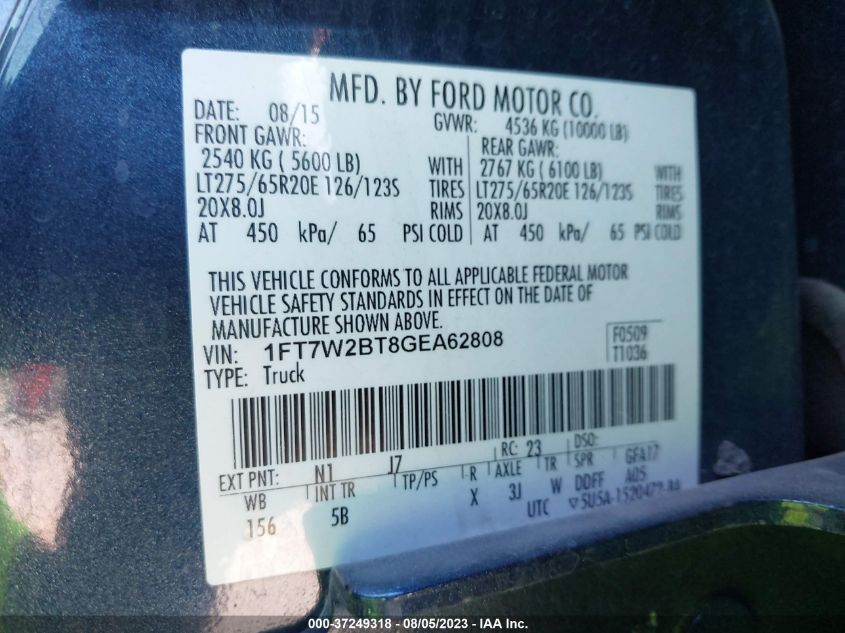 MFD. BY FORD MOTOR CO.
DATE: 08/15 GVWR: 4536 KG (10000 LB)
FRONT GAWR: REAR GAWR:
2540 KG ( 5600 LB) WITH 2767 KG ( 6100 LB) WITH
LT275/65R20E 126/123S TIRES LT275/65R20E 126/123S TIRES
20X8.0J RIMS 20X8.0J RIMS
AT 450 kPa/ 65 PSI COLD AT 450 kPa/ 65 PSI COLD
THIS VEHICLE CONFORMS TO ALL APPLICABLE FEDERAL MOTOR
VEHICLE SAFETY STANDARDS IN EFFECT ON THE DATE OF
MANUFACTURE SHOWN ABOVE.
VIN: 1FT7W2BT8GEA62808 F0509
TYPE: Truck T1036
EXT PNT: N1 J7 RC: 23 DSO:
WB INT TR TP/PS R AXLE TR SPR GFA17
156 5B X 3J W DDFF AQ5
UTC
000-37249318 - 08/05/2023 - IAA Inc.